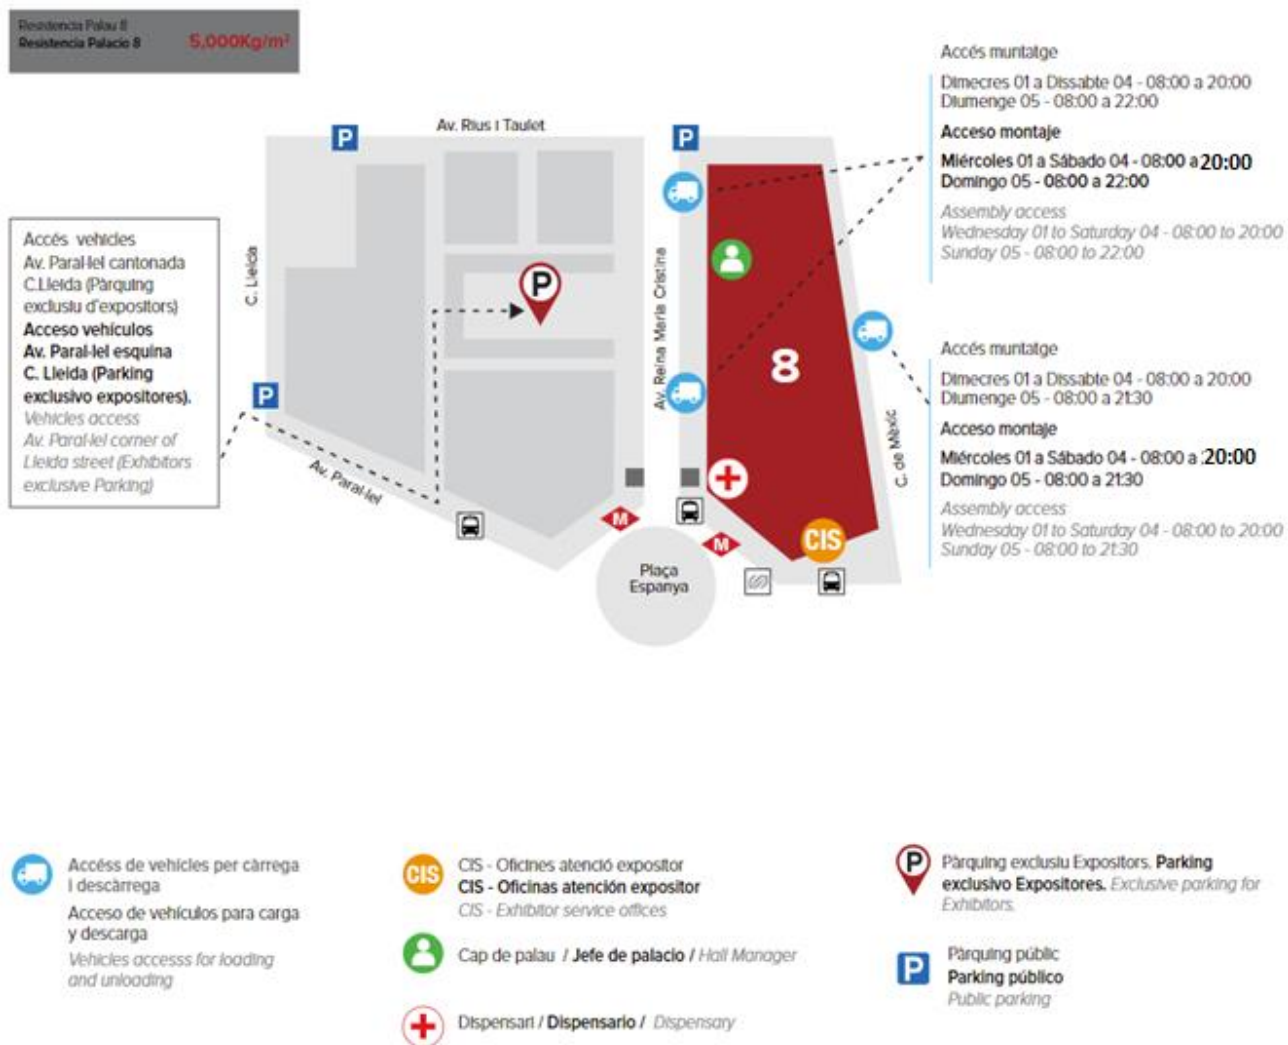 Resistencia Palau 8
Resistencia Palacio 8 5,000Kg/m²
Accés muntatge
Dimecres 01 a Dissabte 04 - 08:00 a 20:00
Diumenge 05 - 08:00 a 22:00
Acceso montaje
Miércoles 01 a Sábado 04 - 08:00 a 20:00
Domingo 05 - 08:00 a 22:00
Assembly access
Wednesday 01 to Saturday 04 - 08:00 to 20:00
Sunday 05 - 08:00 to 22:00
P
Av. Rius i Taulet
P
Accés vehicles
Av. Paral·lel cantonada
C.Lleida (Pàrquing
exclusiu d'expositors)
Acceso vehículos
Av. Paral·lel esquina
C. Lleida (Parking
exclusivo expositores).
Vehicles access
Av. Paral·lel corner of
Lleida street (Exhibitors
exclusive Parking)
C. Lleida
P
Av. Reina Maria Cristina
8
C. de Mèxic
P
Av. Paral·lel
M
M
CIS
Plaça
Espanya
Accés muntatge
Dimecres 01 a Dissabte 04 - 08:00 a 20:00
Diumenge 05 - 08:00 a 21:30
Acceso montaje
Miércoles 01 a Sábado 04 - 08:00 a :20:00
Domingo 05 - 08:00 a 21:30
Assembly access
Wednesday 01 to Saturday 04 - 08:00 to 20:00
Sunday 05 - 08:00 to 21:30
Accéss de vehicles per càrrega
i descàrrega
Acceso de vehículos para carga
y descarga
Vehicles accesss for loading
and unloading
CIS
CIS - Oficines atenció expositor
CIS - Oficinas atención expositor
CIS - Exhibitor service offices
Cap de palau / Jefe de palacio / Hall Manager
Dispensari / Dispensario / Dispensary
P
Pàrquing exclusiu Expositors. Parking
exclusivo Expositores. Exclusive parking for
Exhibitors.
P
Pàrquing públic
Parking público
Public parking